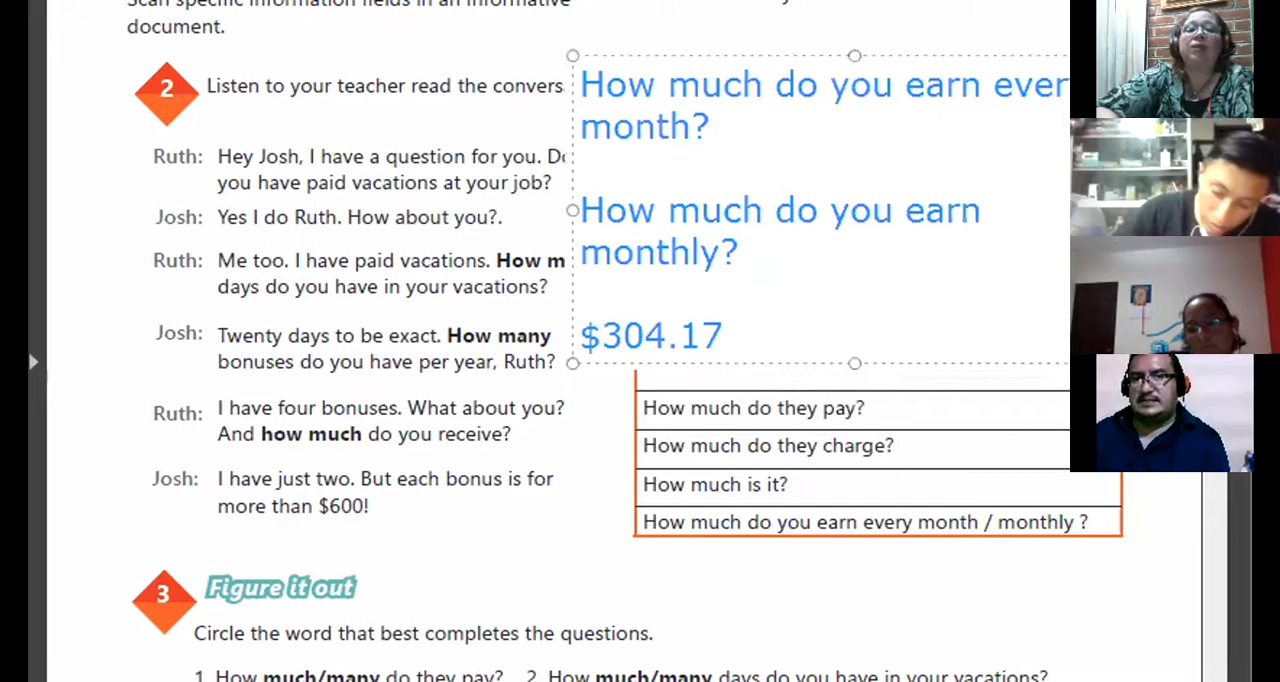 document.
2 Listen to your teacher read the convers
Ruth: Hey Josh, I have a question for you.
you have paid vacations at your job?
Josh: Yes I do Ruth. How about you?.
Ruth: Me too. I have paid vacations. How m
days do you have in your vacations?
Josh: Twenty days to be exact. How many
bonuses do you have per year, Ruth?
Ruth: I have four bonuses. What about you?
And how much do you receive?
Josh: I have just two. But each bonus is for
more than $600!
How much do you earn ever
month?
How much do you earn
monthly?
$304.17
How much do they pay?
How much do they charge?
How much is it?
How much do you earn every month / monthly ?
3 Figure it out
Circle the word that best completes the questions.
1. How much/many do they pay? 2. How much/many days do you have in your vacations?